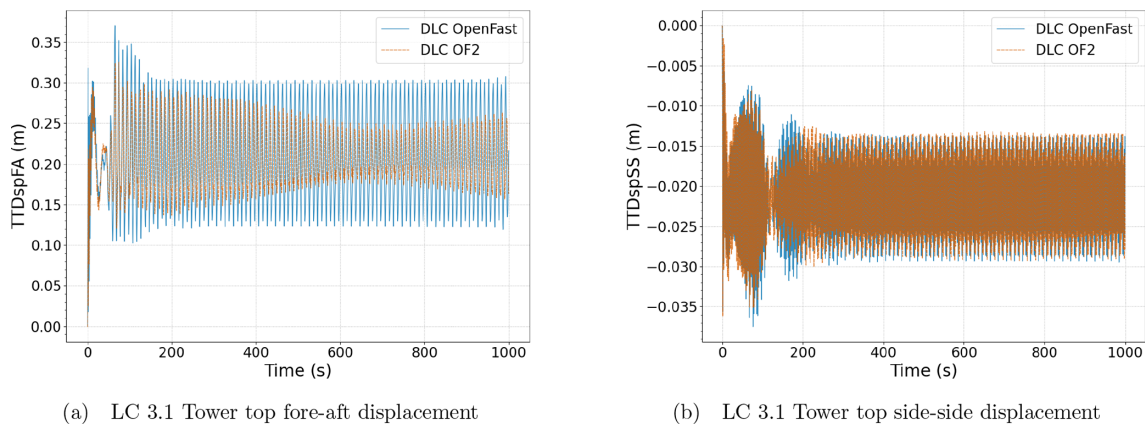 TTDspFA (m)
0.35
0.30
0.25
0.20
0.15
0.10
0.05
0.00
DLC OpenFast
DLC OF2
0 200 400 600 800 1000
Time (s)
(a) LC 3.1 Tower top fore-aft displacement
TTDspSS (m)
0.000
−0.005
−0.010
−0.015
−0.020
−0.025
−0.030
−0.035
DLC OpenFast
DLC OF2
0 200 400 600 800 1000
Time (s)
(b) LC 3.1 Tower top side-side displacement